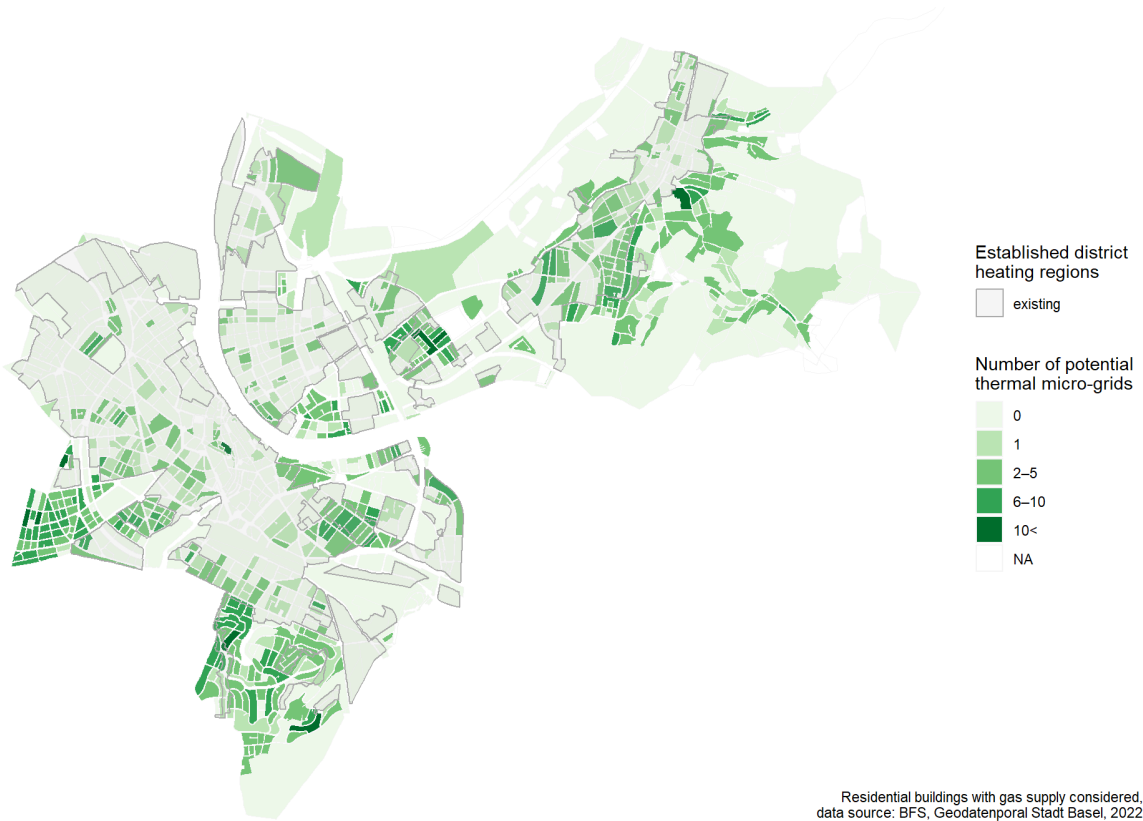 Established district
heating regions
existing
Number of potential
thermal micro-grids
0
1
2–5
6–10
10<
NA
Residential buildings with gas supply considered,
data source: BFS, Geodatenporal Stadt Basel, 2022